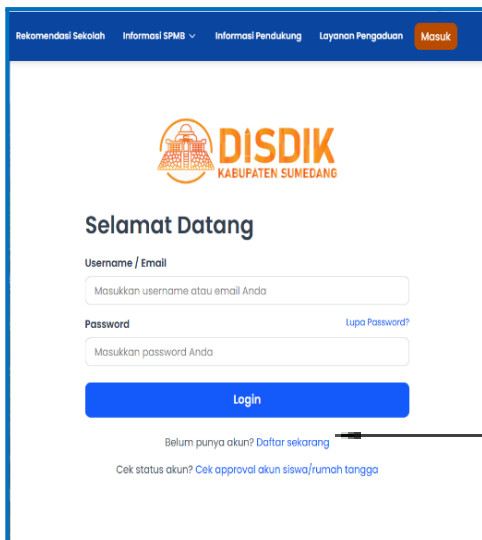 Rekomendasi Sekolah Informasi SPMB Informasi Pendukung Layanan Pengaduan Masuk
DISDIK
KABUPATEN SUMEDANG
Selamat Datang
Username / Email
Masukkan username atau email Anda
Password Lupa Password?
Masukkan password Anda
Login
Belum punya akun? Daftar sekarang
Cek status akun? Cek approval akun siswa/rumah tangga